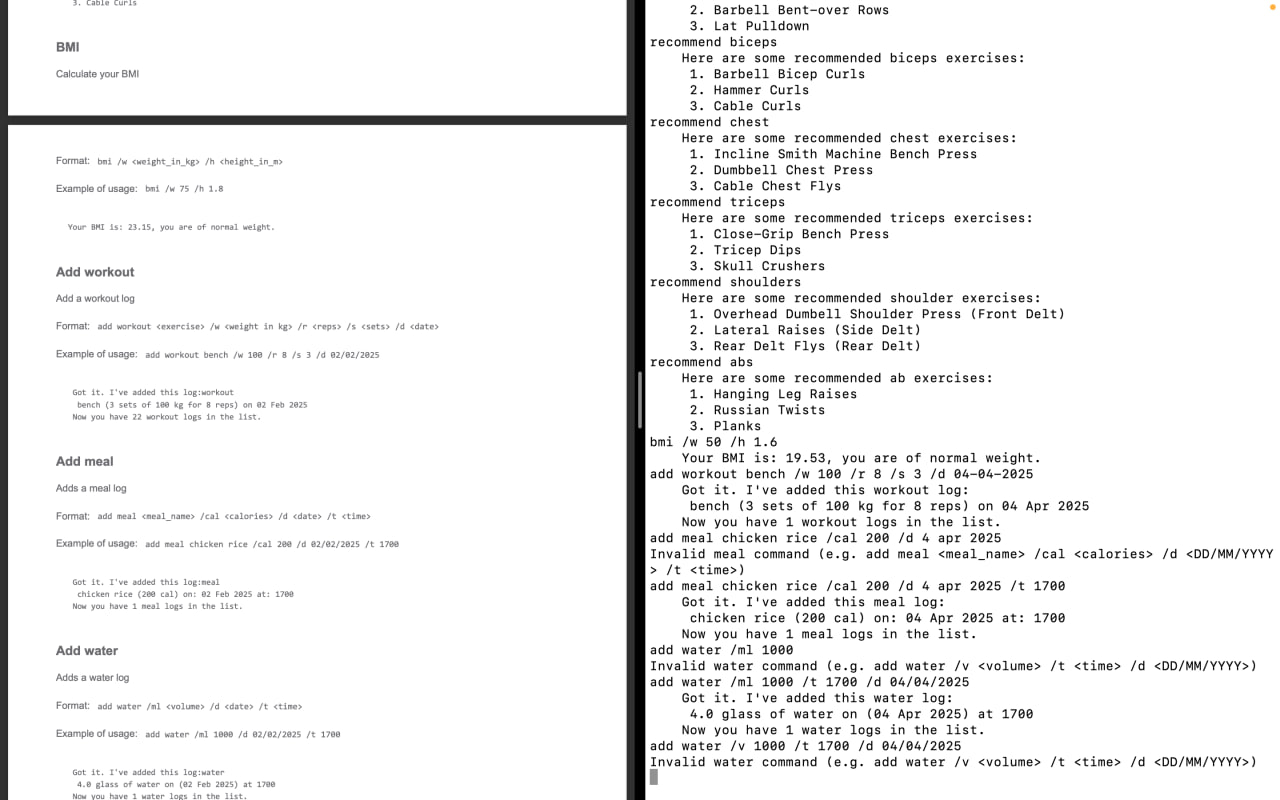 3. Cable Curls
BMI
Calculate your BMI
Format: bmi /w <weight_in_kg> /h <height_in_m>
Example of usage: bmi /w 75 /h 1.8
Your BMI is: 23.15, you are of normal weight.
Add workout
Add a workout log
Format: add workout <exercise> /w <weight in kg> /r <reps> /s <sets> /d <date>
Example of usage: add workout bench /w 100 /r 8 /s 3 /d 02/02/2025
Got it. I've added this log:workout
bench (3 sets of 100 kg for 8 reps) on 02 Feb 2025
Now you have 22 workout logs in the list.
Add meal
Adds a meal log
Format: add meal <meal_name> /cal <calories> /d <date> /t <time>
Example of usage: add meal chicken rice /cal 200 /d 02/02/2025 /t 1700
Got it. I've added this log:meal
chicken rice (200 cal) on: 02 Feb 2025 at: 1700
Now you have 1 meal logs in the list.
Add water
Adds a water log
Format: add water /ml <volume> /d <date> /t <time>
Example of usage: add water /ml 1000 /d 02/02/2025 /t 1700
Got it. I've added this log:water
4.0 glass of water on (02 Feb 2025) at 1700
Now you have 1 water logs in the list.
2. Barbell Bent-over Rows
3. Lat Pulldown
recommend biceps
Here are some recommended biceps exercises:
1. Barbell Bicep Curls
2. Hammer Curls
3. Cable Curls
recommend chest
Here are some recommended chest exercises:
1. Incline Smith Machine Bench Press
2. Dumbbell Chest Press
3. Cable Chest Flys
recommend triceps
Here are some recommended triceps exercises:
1. Close-Grip Bench Press
2. Tricep Dips
3. Skull Crushers
recommend shoulders
Here are some recommended shoulder exercises:
1. Overhead Dumbell Shoulder Press (Front Delt)
2. Lateral Raises (Side Delt)
3. Rear Delt Flys (Rear Delt)
recommend abs
Here are some recommended ab exercises:
1. Hanging Leg Raises
2. Russian Twists
3. Planks
bmi /w 50 /h 1.6
Your BMI is: 19.53, you are of normal weight.
add workout bench /w 100 /r 8 /s 3 /d 04-04-2025
Got it. I've added this workout log:
bench (3 sets of 100 kg for 8 reps) on 04 Apr 2025
Now you have 1 workout logs in the list.
add meal chicken rice /cal 200 /d 4 apr 2025
Invalid meal command (e.g. add meal <meal_name> /cal <calories> /d <DD/MM/YYYY
> /t <time>)
add meal chicken rice /cal 200 /d 4 apr 2025 /t 1700
Got it. I've added this meal log:
chicken rice (200 cal) on: 04 Apr 2025 at: 1700
Now you have 1 meal logs in the list.
add water /ml 1000
Invalid water command (e.g. add water /v <volume> /t <time> /d <DD/MM/YYYY>)
add water /ml 1000 /t 1700 /d 04/04/2025
Got it. I've added this water log:
4.0 glass of water on (04 Apr 2025) at 1700
Now you have 1 water logs in the list.
add water /v 1000 /t 1700 /d 04/04/2025
Invalid water command (e.g. add water /v <volume> /t <time> /d <DD/MM/YYYY>)